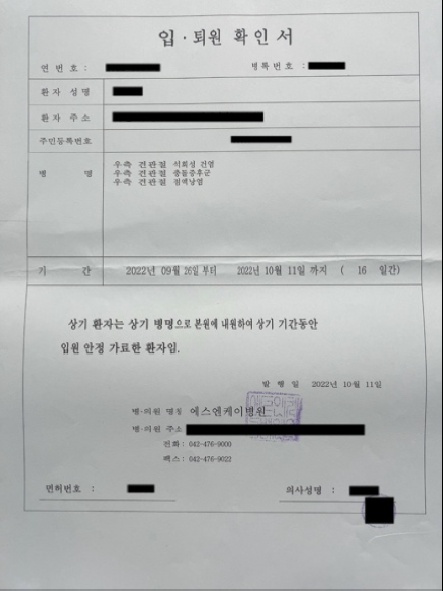 입 · 퇴원 확인서
연 번 호 :
병 록 번 호 :
환 자 성 명
환 자 주 소
주민등록번호
병 명
우측 견관절 석회성 건염
우측 견관절 충돌증후군
우측 견관절 점액낭염
기 간 2022년 09월 26일 부터 2022년 10월 11일 까지 ( 16 일간)
상기 환자는 상기 병명으로 본원에 내원하여 상기 기간동안
입원 안정 가료한 환자임.
발 행 일 2022년 10월 11일
병·의원 명칭 에스엔케이병원
병·의원 주소
전화 : 042-476-0000
팩스 : 042-476-9022
면허번호 :
의사성명 :